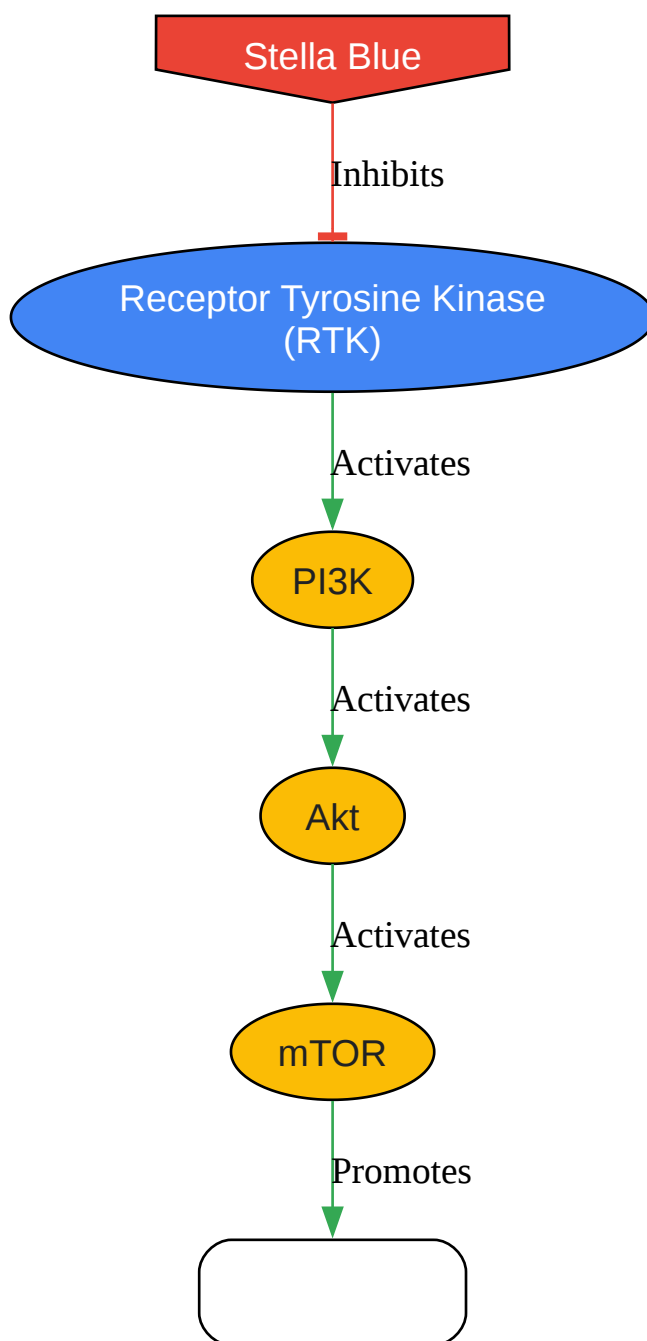 Stella Blue
Inhibits
Receptor Tyrosine Kinase
(RTK)
Activates
PI3K
Activates
Akt
Activates
mTOR
Promotes